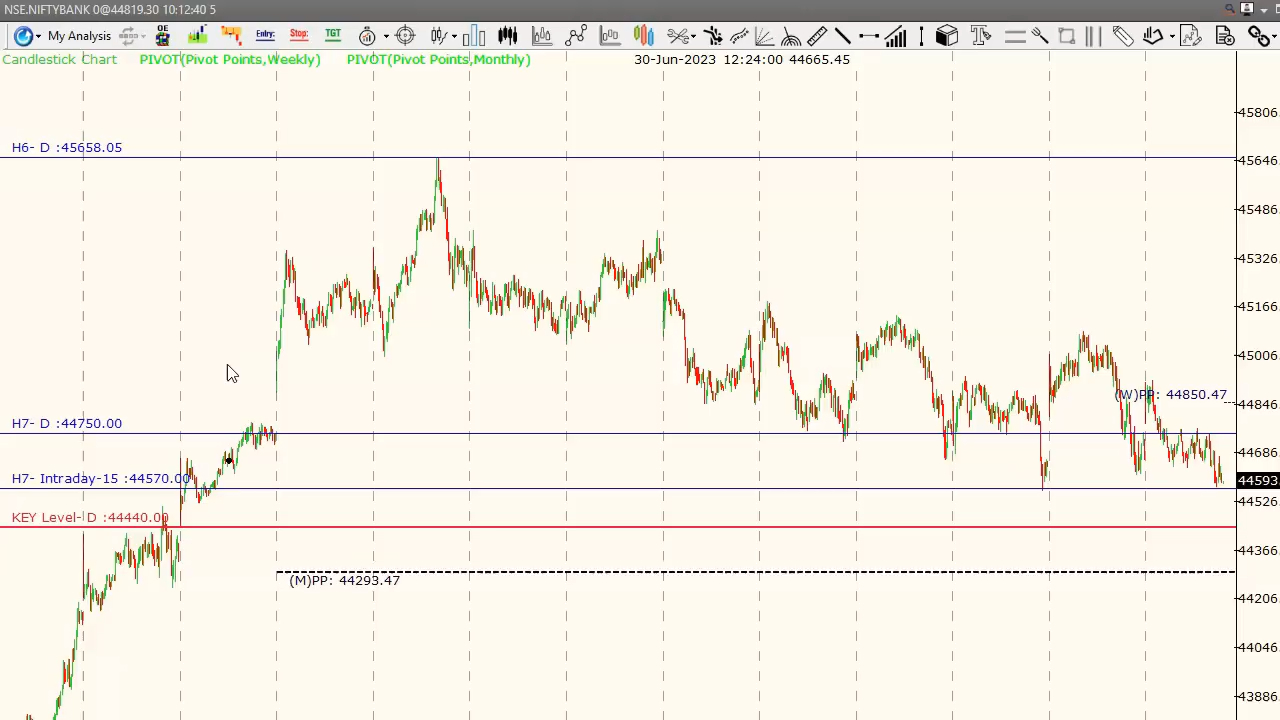 NSE.NIFTYBANK 0@44819.30 10:12:40 5
My Analysis
OE
Entry:
Stop:
TGT
Candlestick Chart PIVOT(Pivot Points,Weekly) PIVOT(Pivot Points,Monthly) 30-Jun-2023 12:24:00 44665.45
45806.
H6- D :45658.05
45646.
45486.
45326.
45166.
45006.
(W)PP: 44850.47
44846.
H7- D :44750.00
44686.
H7- Intraday-15 :44570.00
44593.
44526.
KEY Level- D :44440.00
44366.
(M)PP: 44293.47
44206.
44046.
43886.